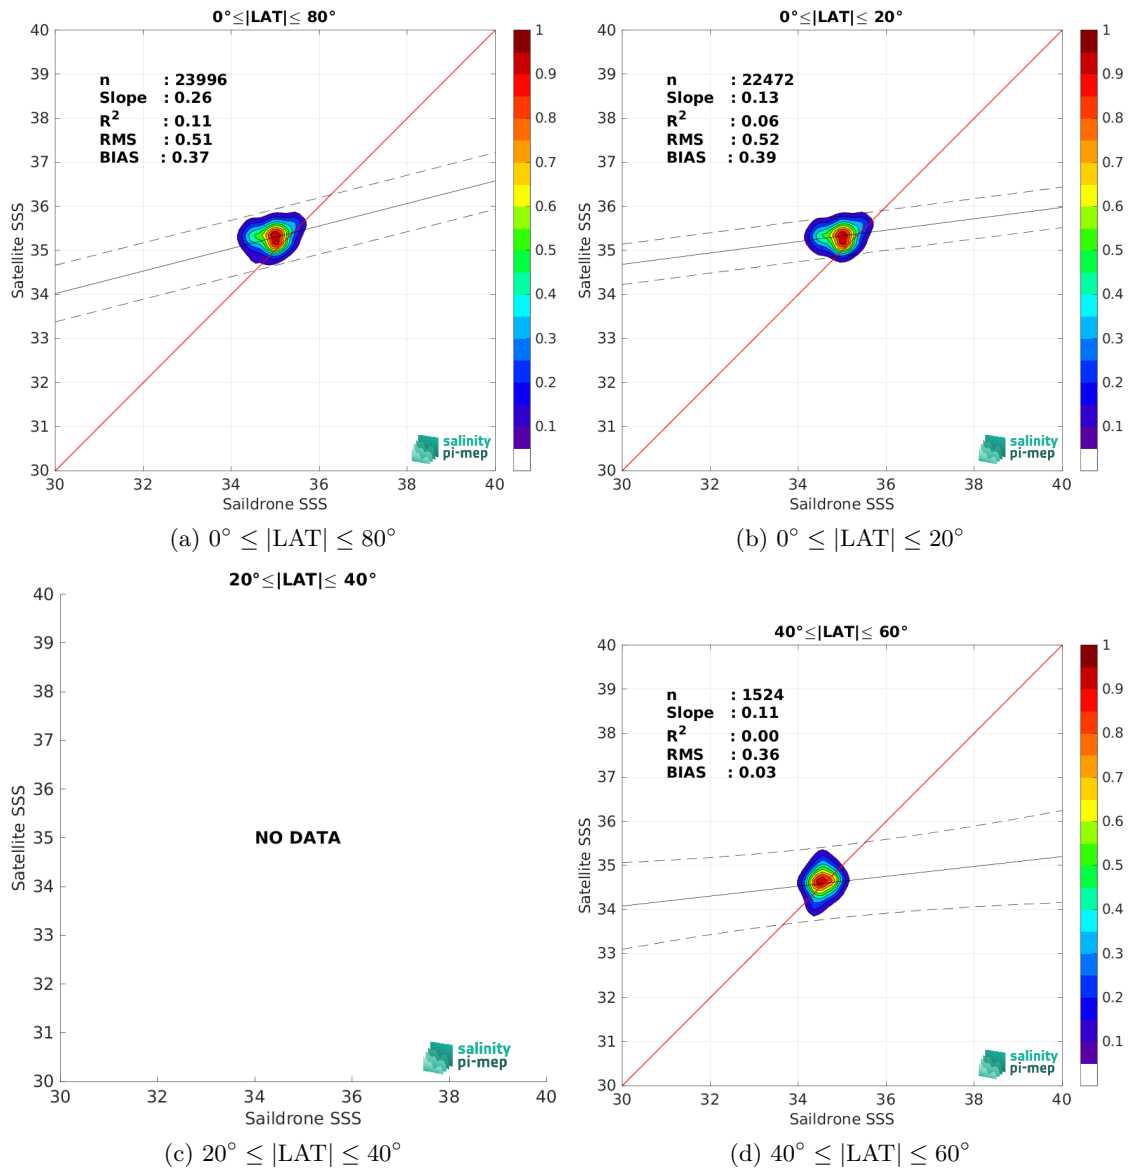 0°≤|LAT|≤ 80°
40
39
38
37
36
35
34
33
32
31
30
Satellite SSS
n : 23996
Slope : 0.26
R² : 0.11
RMS : 0.51
BIAS : 0.37
1
0.9
0.8
0.7
0.6
0.5
0.4
0.3
0.2
0.1
salinity
pi-mep
30 32 34 36 38 40
Saildrone SSS
(a) 0° ≤ |LAT| ≤ 80°
0°≤|LAT|≤ 20°
40
39
38
37
36
35
34
33
32
31
30
Satellite SSS
n : 22472
Slope : 0.13
R² : 0.06
RMS : 0.52
BIAS : 0.39
1
0.9
0.8
0.7
0.6
0.5
0.4
0.3
0.2
0.1
salinity
pi-mep
30 32 34 36 38 40
Saildrone SSS
(b) 0° ≤ |LAT| ≤ 20°
20°≤|LAT|≤ 40°
40
39
38
37
36
35
34
33
32
31
30
Satellite SSS
NO DATA
salinity
pi-mep
30 32 34 36 38 40
Saildrone SSS
(c) 20° ≤ |LAT| ≤ 40°
40°≤|LAT|≤ 60°
40
39
38
37
36
35
34
33
32
31
30
Satellite SSS
n : 1524
Slope : 0.11
R² : 0.00
RMS : 0.36
BIAS : 0.03
1
0.9
0.8
0.7
0.6
0.5
0.4
0.3
0.2
0.1
salinity
pi-mep
30 32 34 36 38 40
Saildrone SSS
(d) 40° ≤ |LAT| ≤ 60°